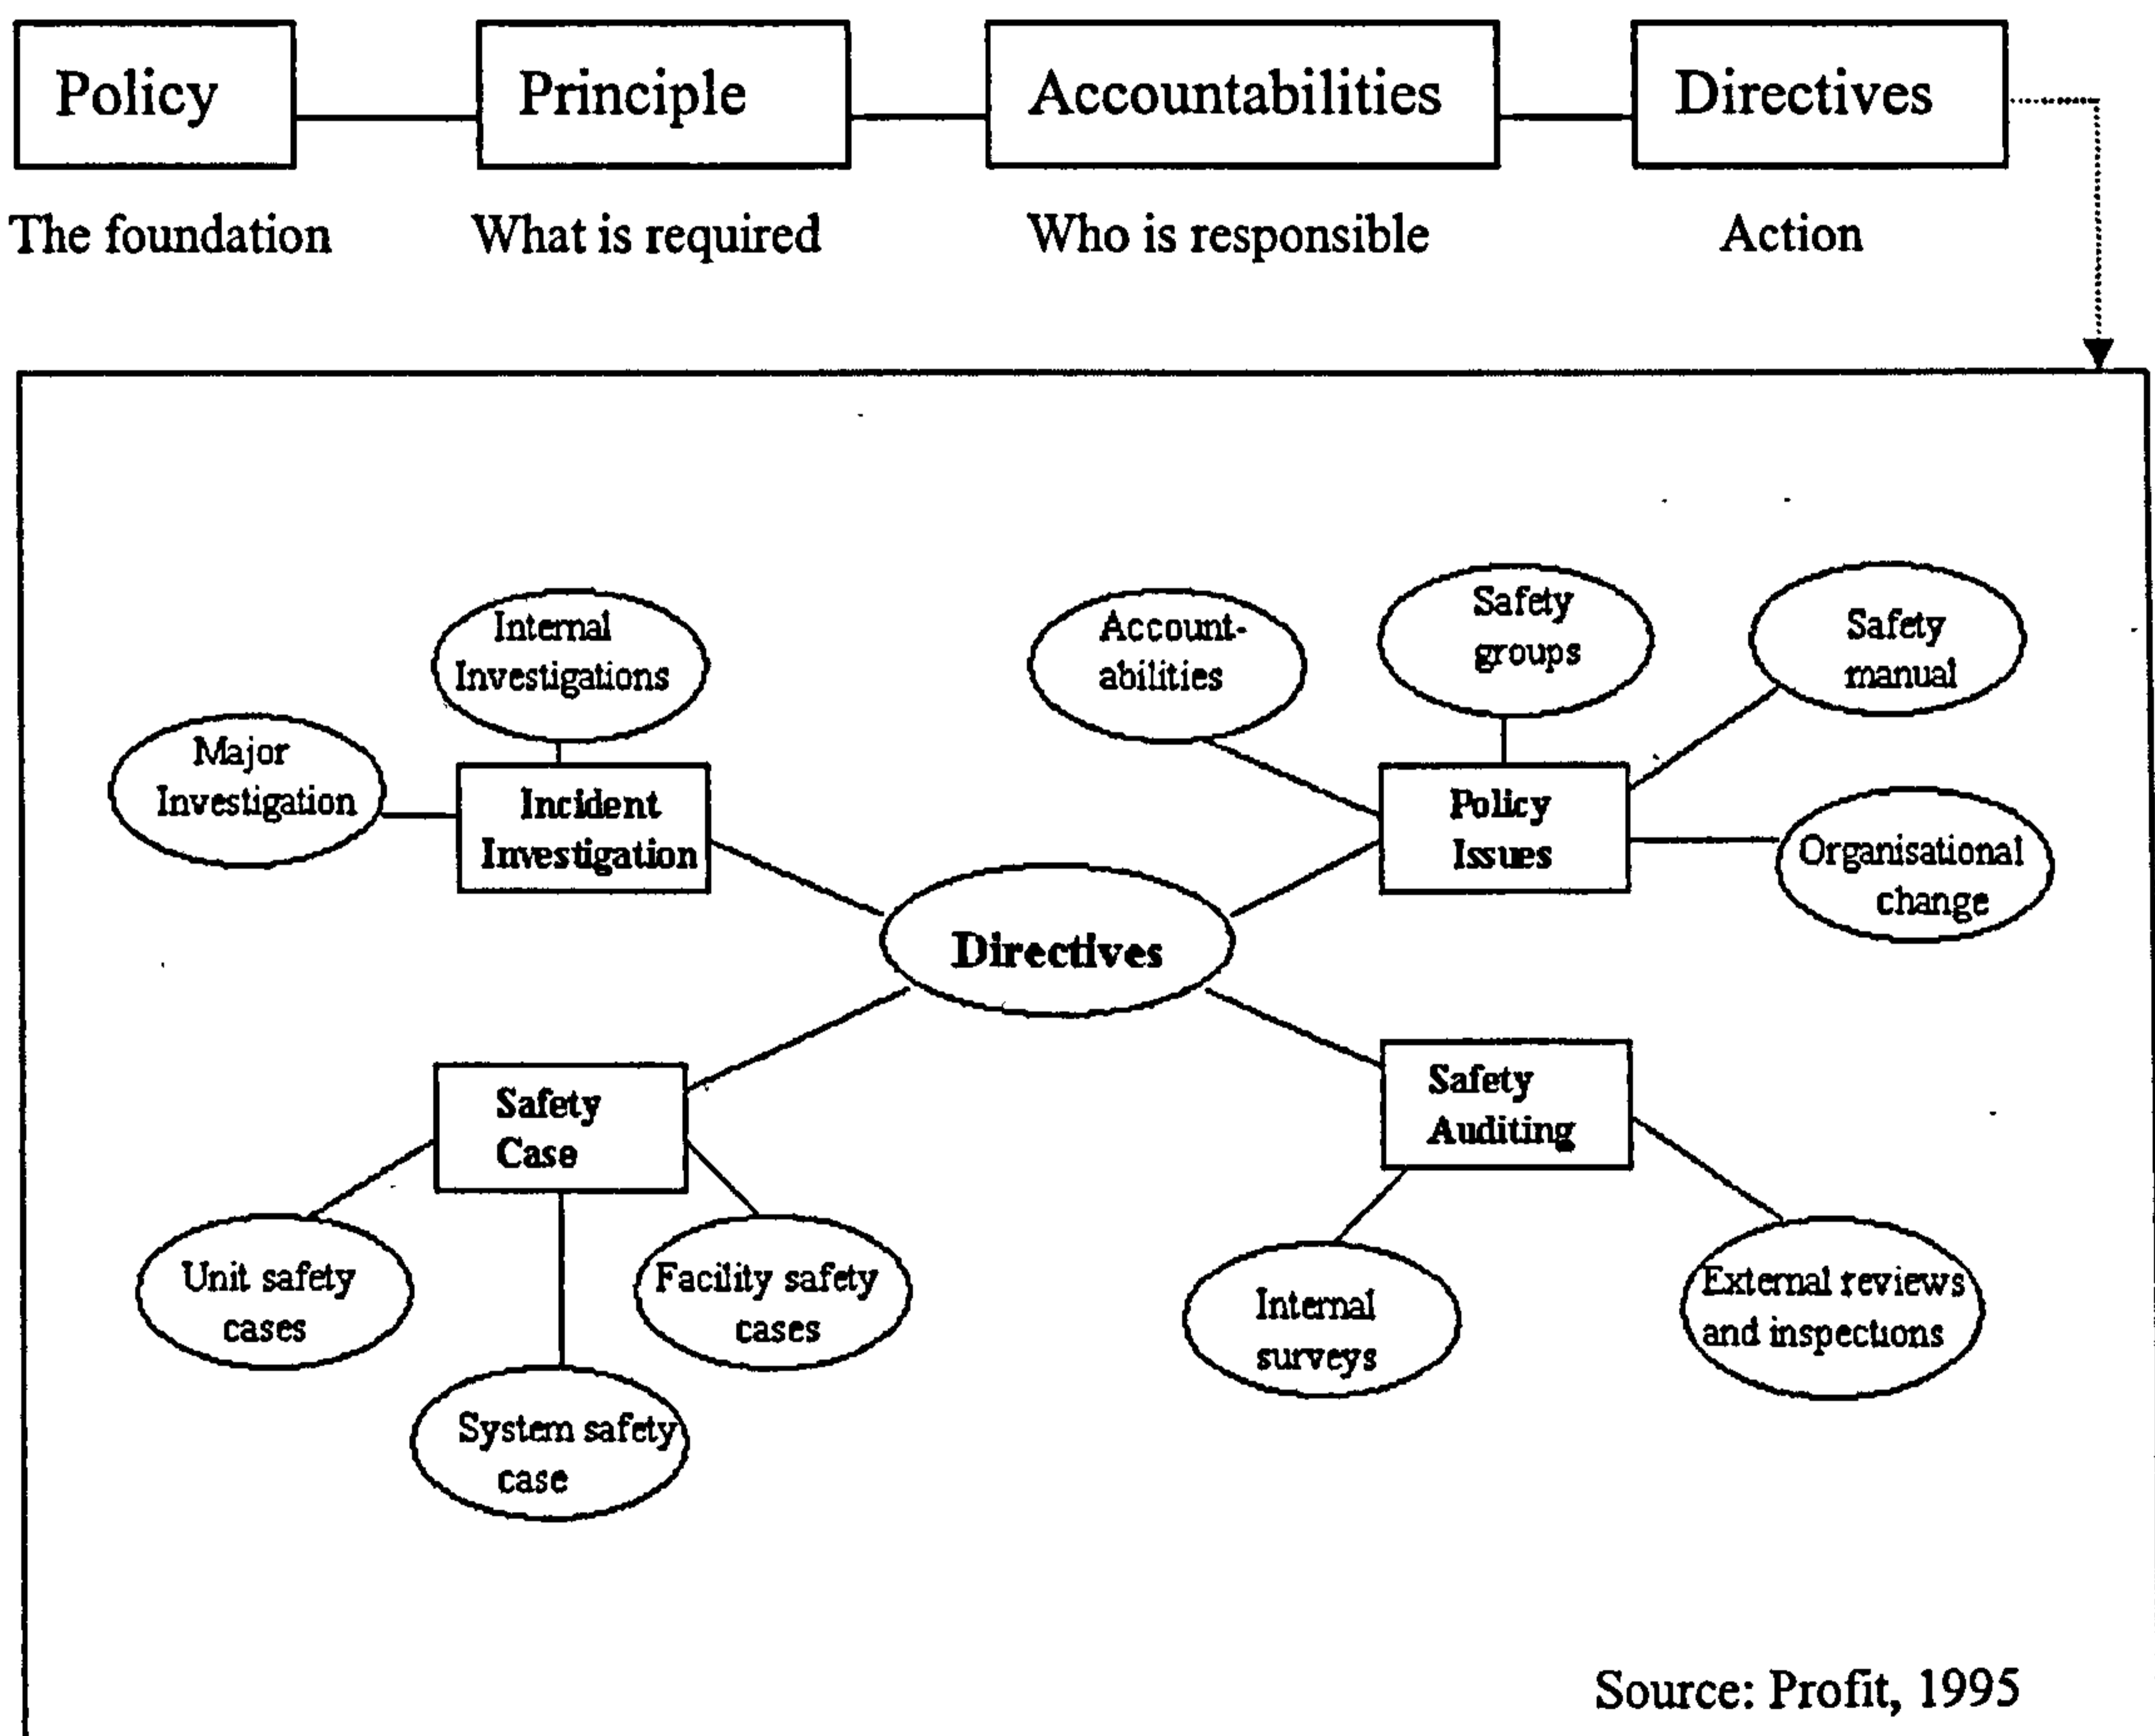 Policy
Principle
Accountabilities
Directives
The foundation
What is required
Who is responsible
Action
Internal
Investigations
Major
Investigation
Incident
Investigation
Account-
abilities
Safety
groups
Safety
manual
Policy
Issues
Organisational
change
Directives
Safety
Case
Safety
Auditing
Unit safety
cases
Facility safety
cases
System safety
case
Internal
surveys
External reviews
and inspections
Source: Profit, 1995